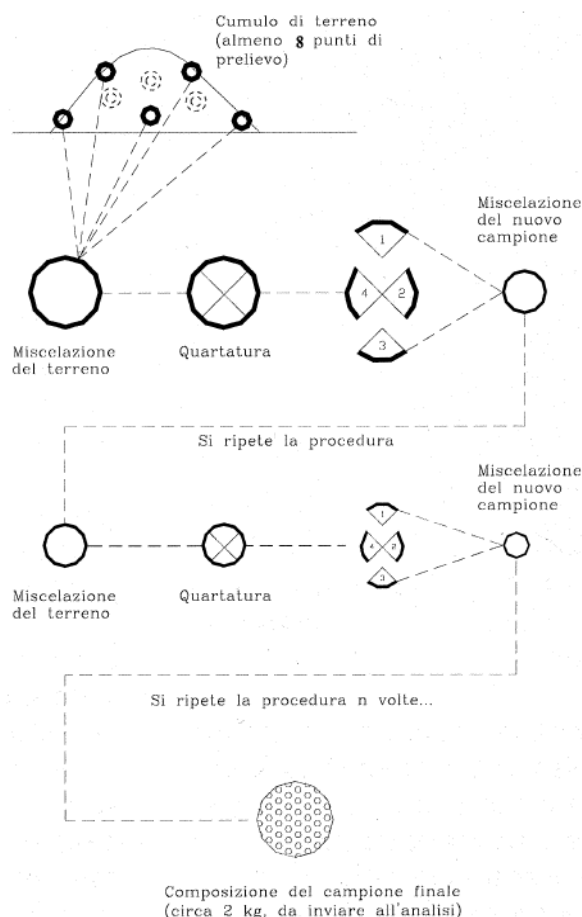 Cumulo di terreno
(almeno 8 punti di
prelievo)
Miscelazione
del nuovo
campione
1
4 2
3
Miscelazione
del terreno
Quartatura
Si ripete la procedura
Miscelazione
del nuovo
campione
1
4 2
3
Miscelazione
del terreno
Quartatura
Si ripete la procedura n volte...
Composizione del campione finale
(circa 2 kg, da inviare all'analisi)